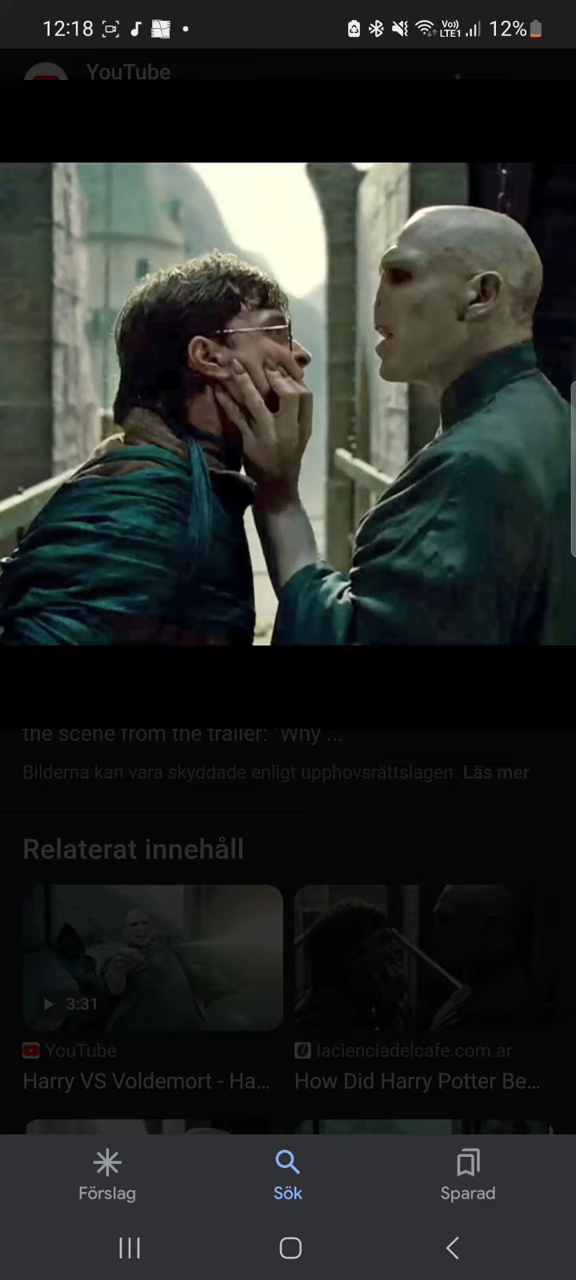 12:18
Vo))
LTE1
12%
YouTube
the scene from the trailer: "Why ...
Bilderna kan vara skyddade enligt upphovsrättslagen. Läs mer
Relaterat innehåll
3:31
YouTube
lacienciadelcafe.com.ar
Harry VS Voldemort - Ha...
How Did Harry Potter Be...
Förslag
Sök
Sparad